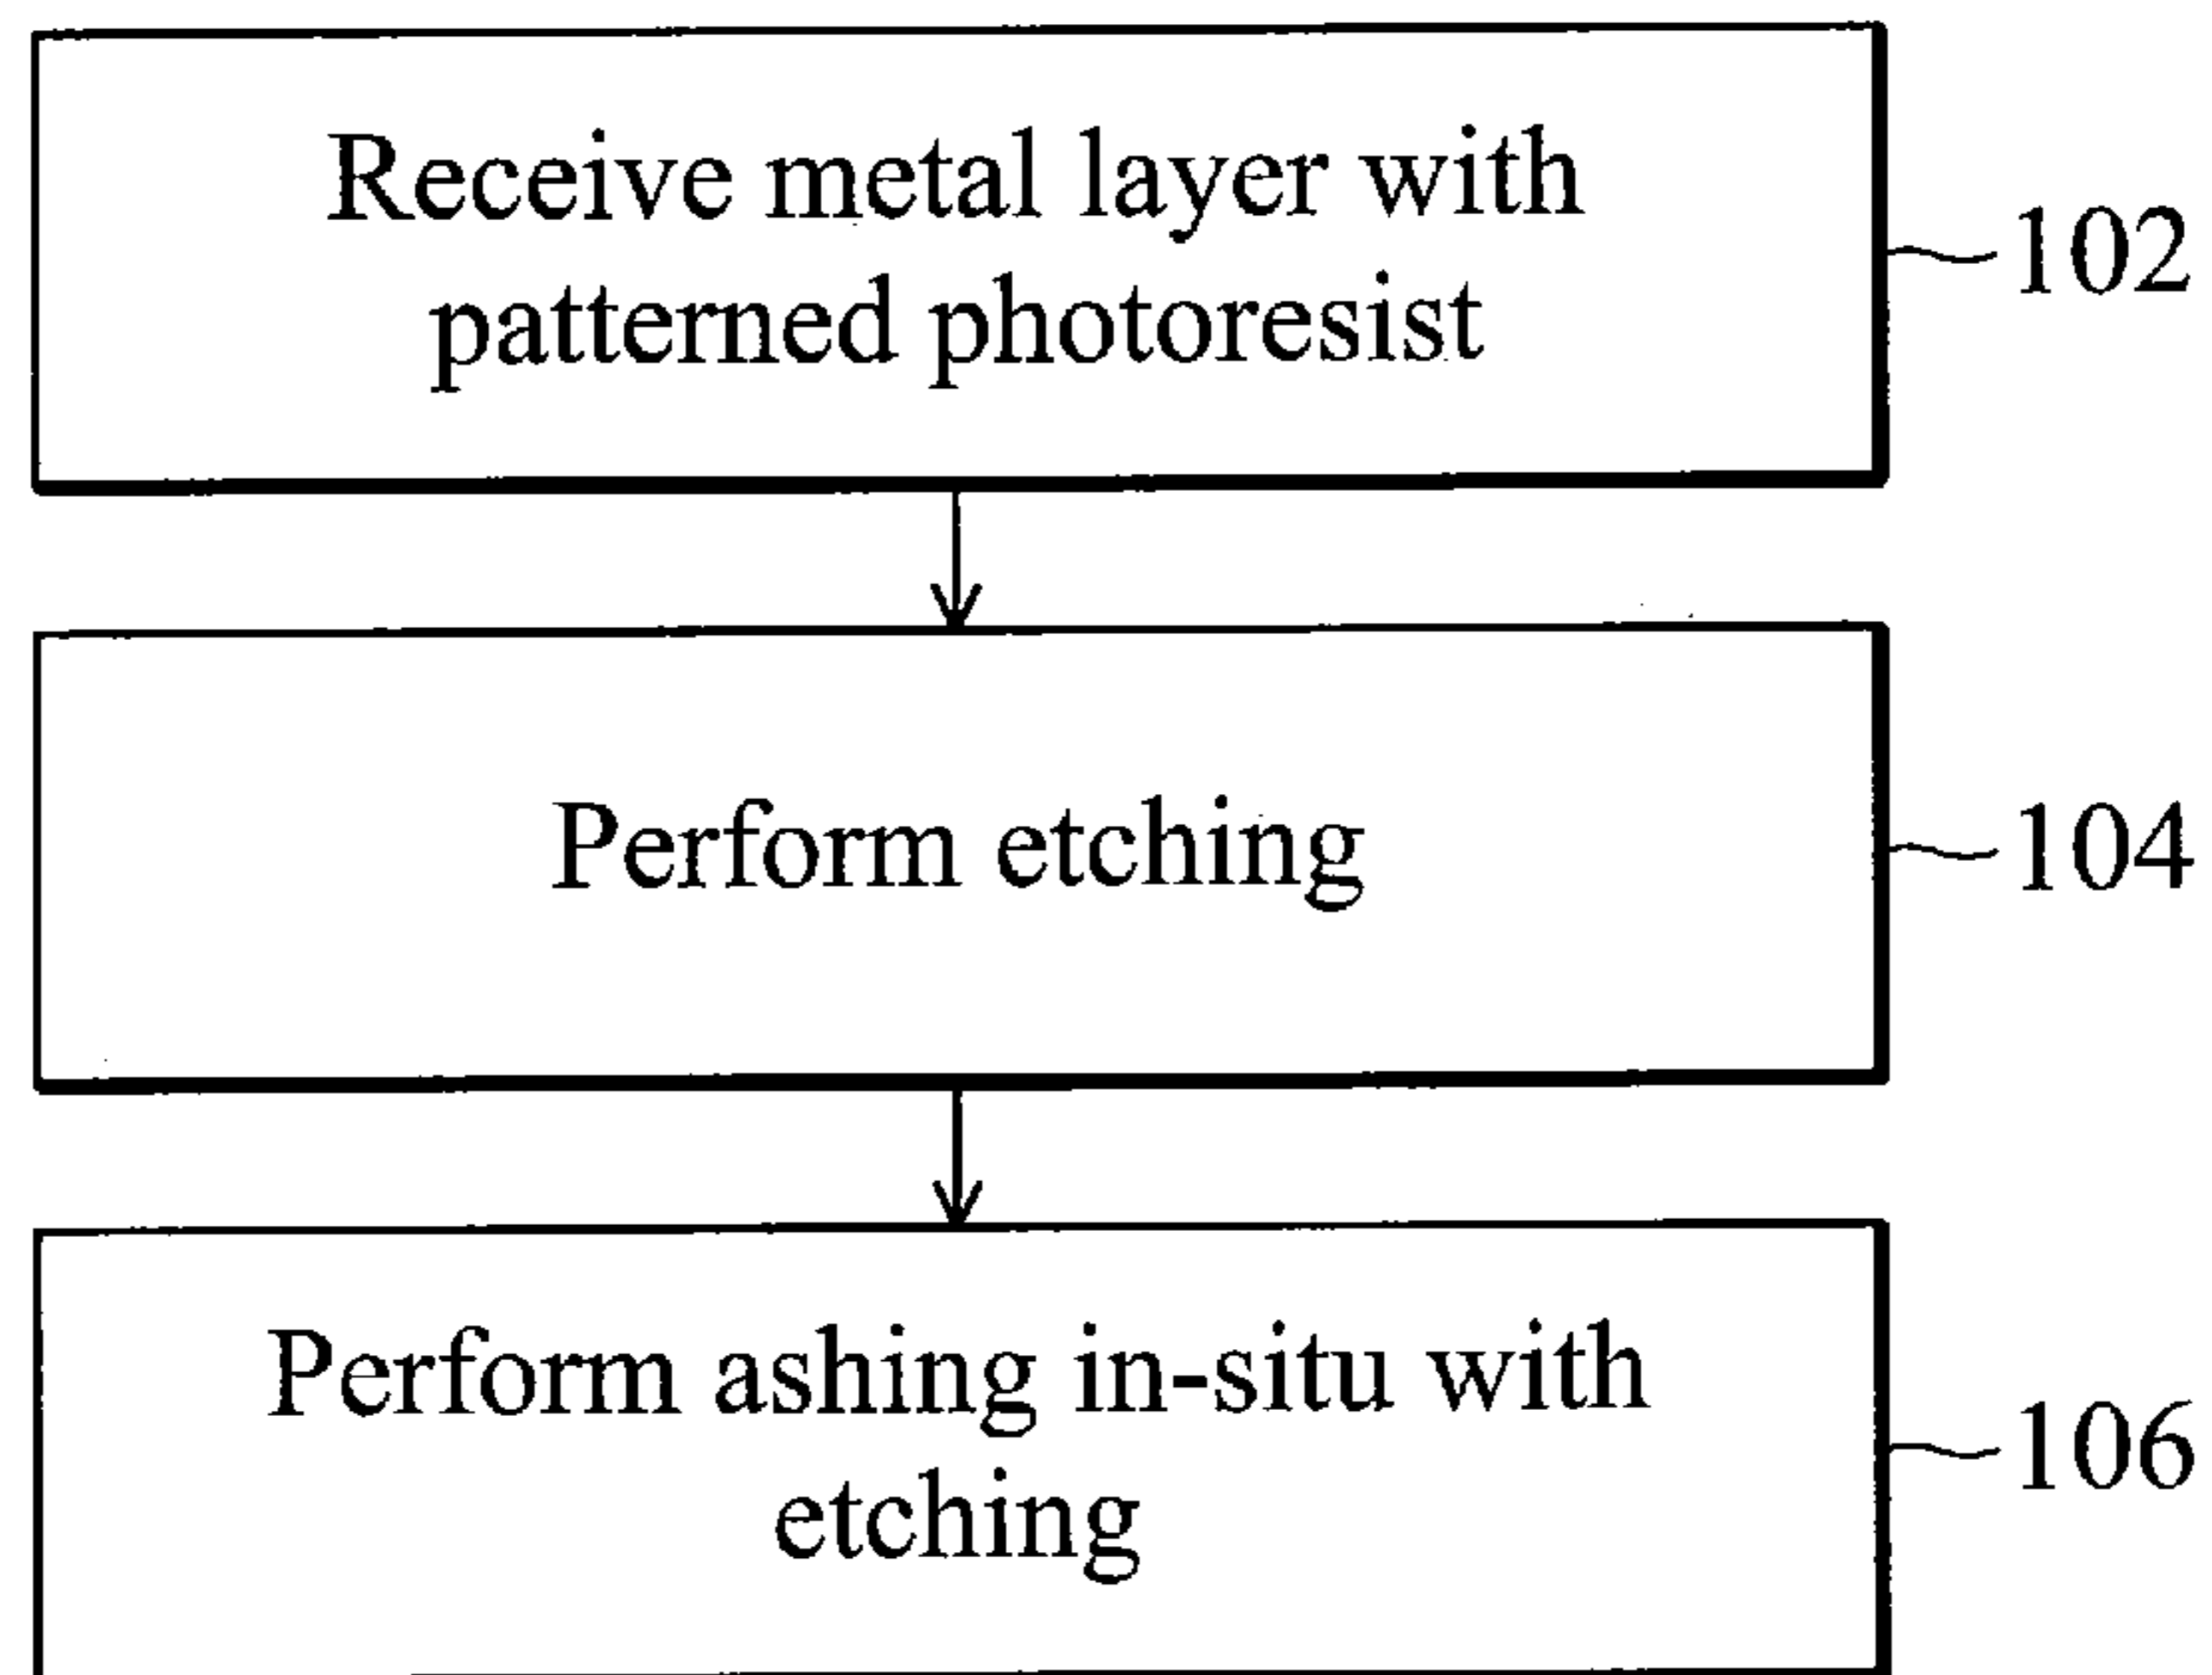 Receive metal layer with
patterned photoresist
102
Perform etching
104
Perform ashing in-situ with
etching
106